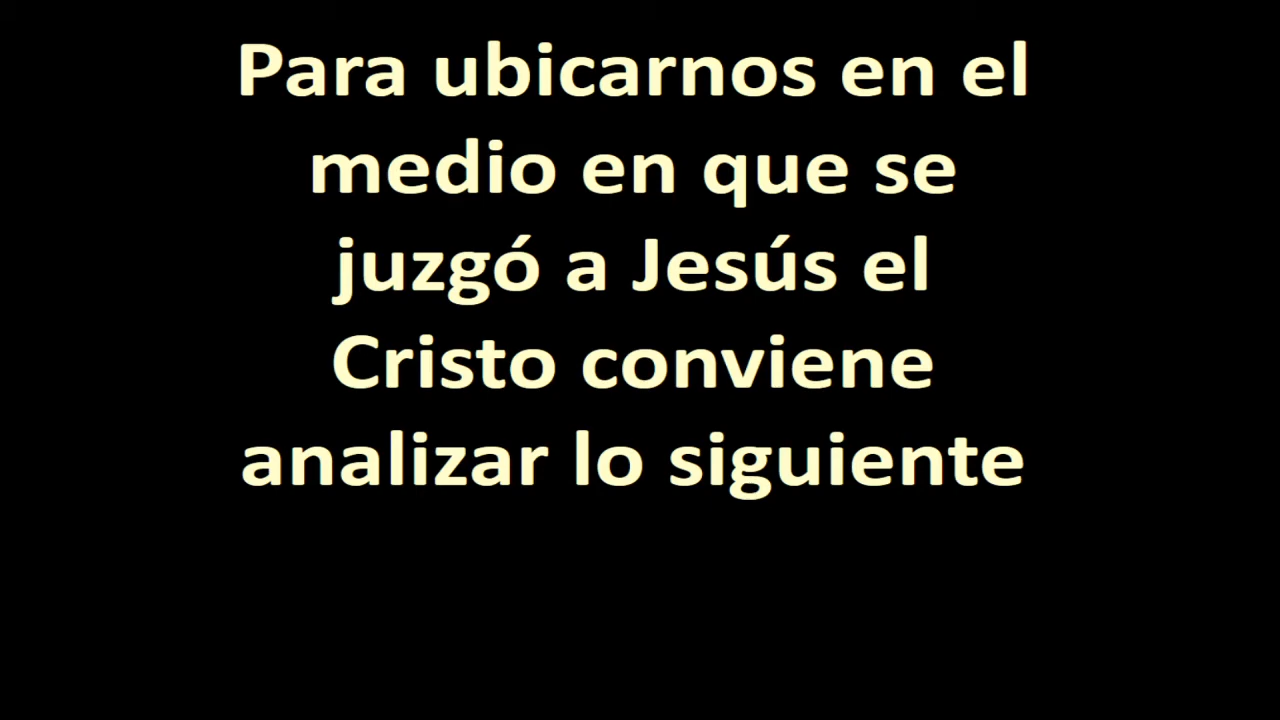 Para ubicarnos en el
medio en que se
juzgó a Jesús el
Cristo conviene
analizar lo siguiente